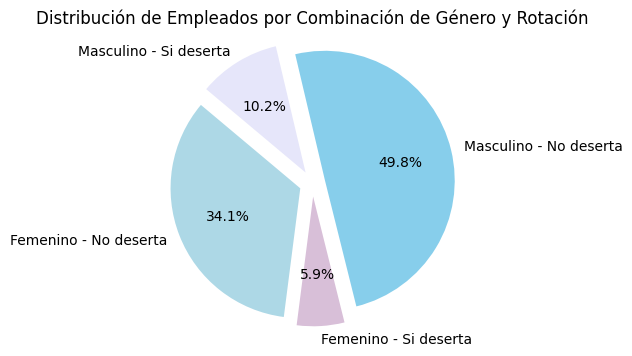 Distribución de Empleados por Combinación de Género y Rotación
Masculino - Si deserta
10.2%
Masculino - No deserta
49.8%
34.1%
Femenino - No deserta
5.9%
Femenino - Si deserta